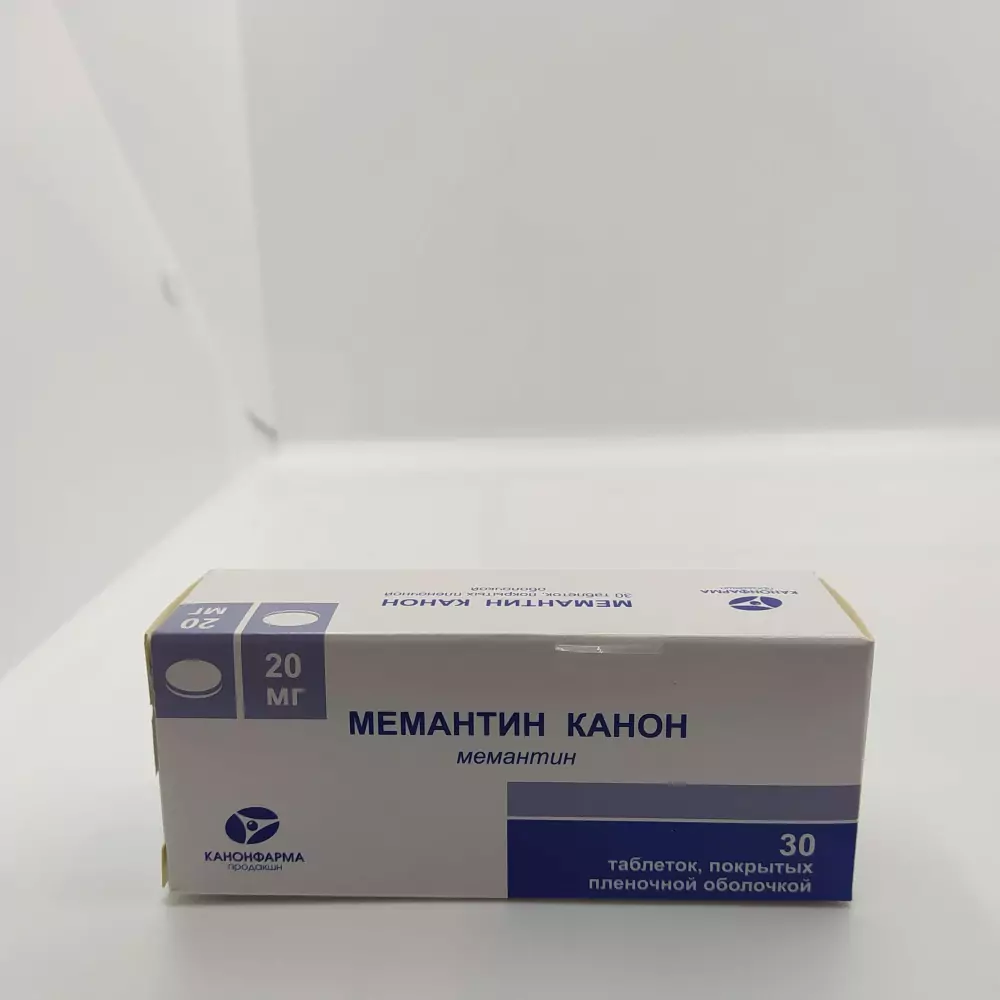 КАНОНФАРМА
продакшн
МЕМАНТИН КАНОН
30 таблеток, покрытых пленочной
оболочкой
20
МГ
20
МГ
МЕМАНТИН КАНОН
мемантин
КАНОНФАРМА
продакшн
30
таблеток, покрытых
пленочной оболочкой